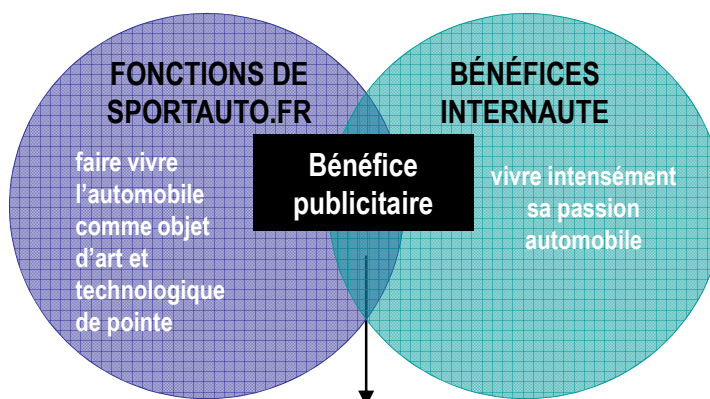 FONCTIONS DE
SPORTAUTO.FR
faire vivre
l'automobile
comme objet
d'art et
technologique
de pointe
Bénéfice
publicitaire
BÉNÉFICES
INTERNAUTE
vivre intensément
sa passion
automobile